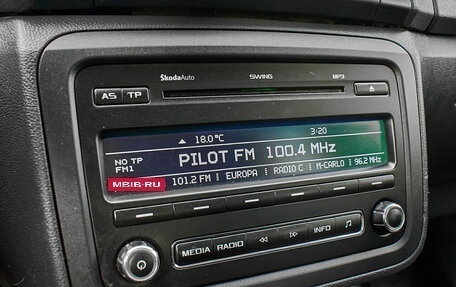 ŠkodaAuto SWING MP3
AS TP
18.0°C 3:20
NO TP PILOT FM 100.4 MHz
FM1
MBIB.RU 101.2 FM EUROPA RADIO C M-CARLO 96.2 MHz
MEDIA RADIO INFO